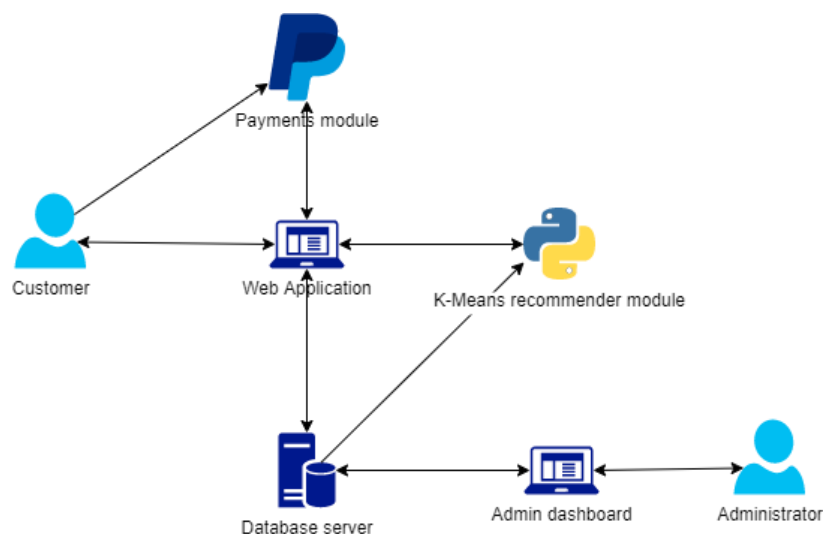 Payments module
Customer
Web Application
K-Means recommender module
Database server
Admin dashboard
Administrator